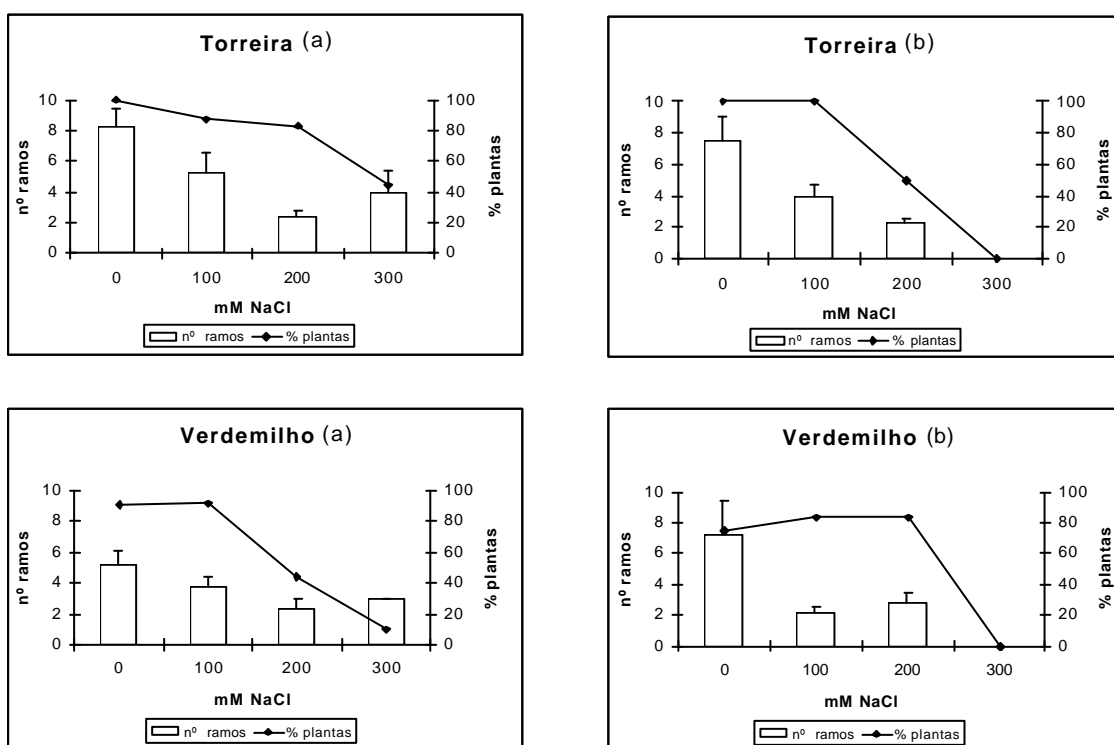 Torreira (a)
10
8
6
4
2
0
nº ramos
100
80
60
40
20
0
% plantas
0 100 200 300
mM NaCl
nº ramos % plantas
Torreira (b)
10
8
6
4
2
0
nº ramos
100
80
60
40
20
0
% plantas
0 100 200 300
mM NaCl
nº ramos % plantas
Verdemilho (a)
10
8
6
4
2
0
nº ramos
100
80
60
40
20
0
% plantas
0 100 200 300
mM NaCl
nº ramos % plantas
Verdemilho (b)
10
8
6
4
2
0
nº ramos
100
80
60
40
20
0
% plantas
0 100 200 300
mM NaCl
nº ramos % plantas